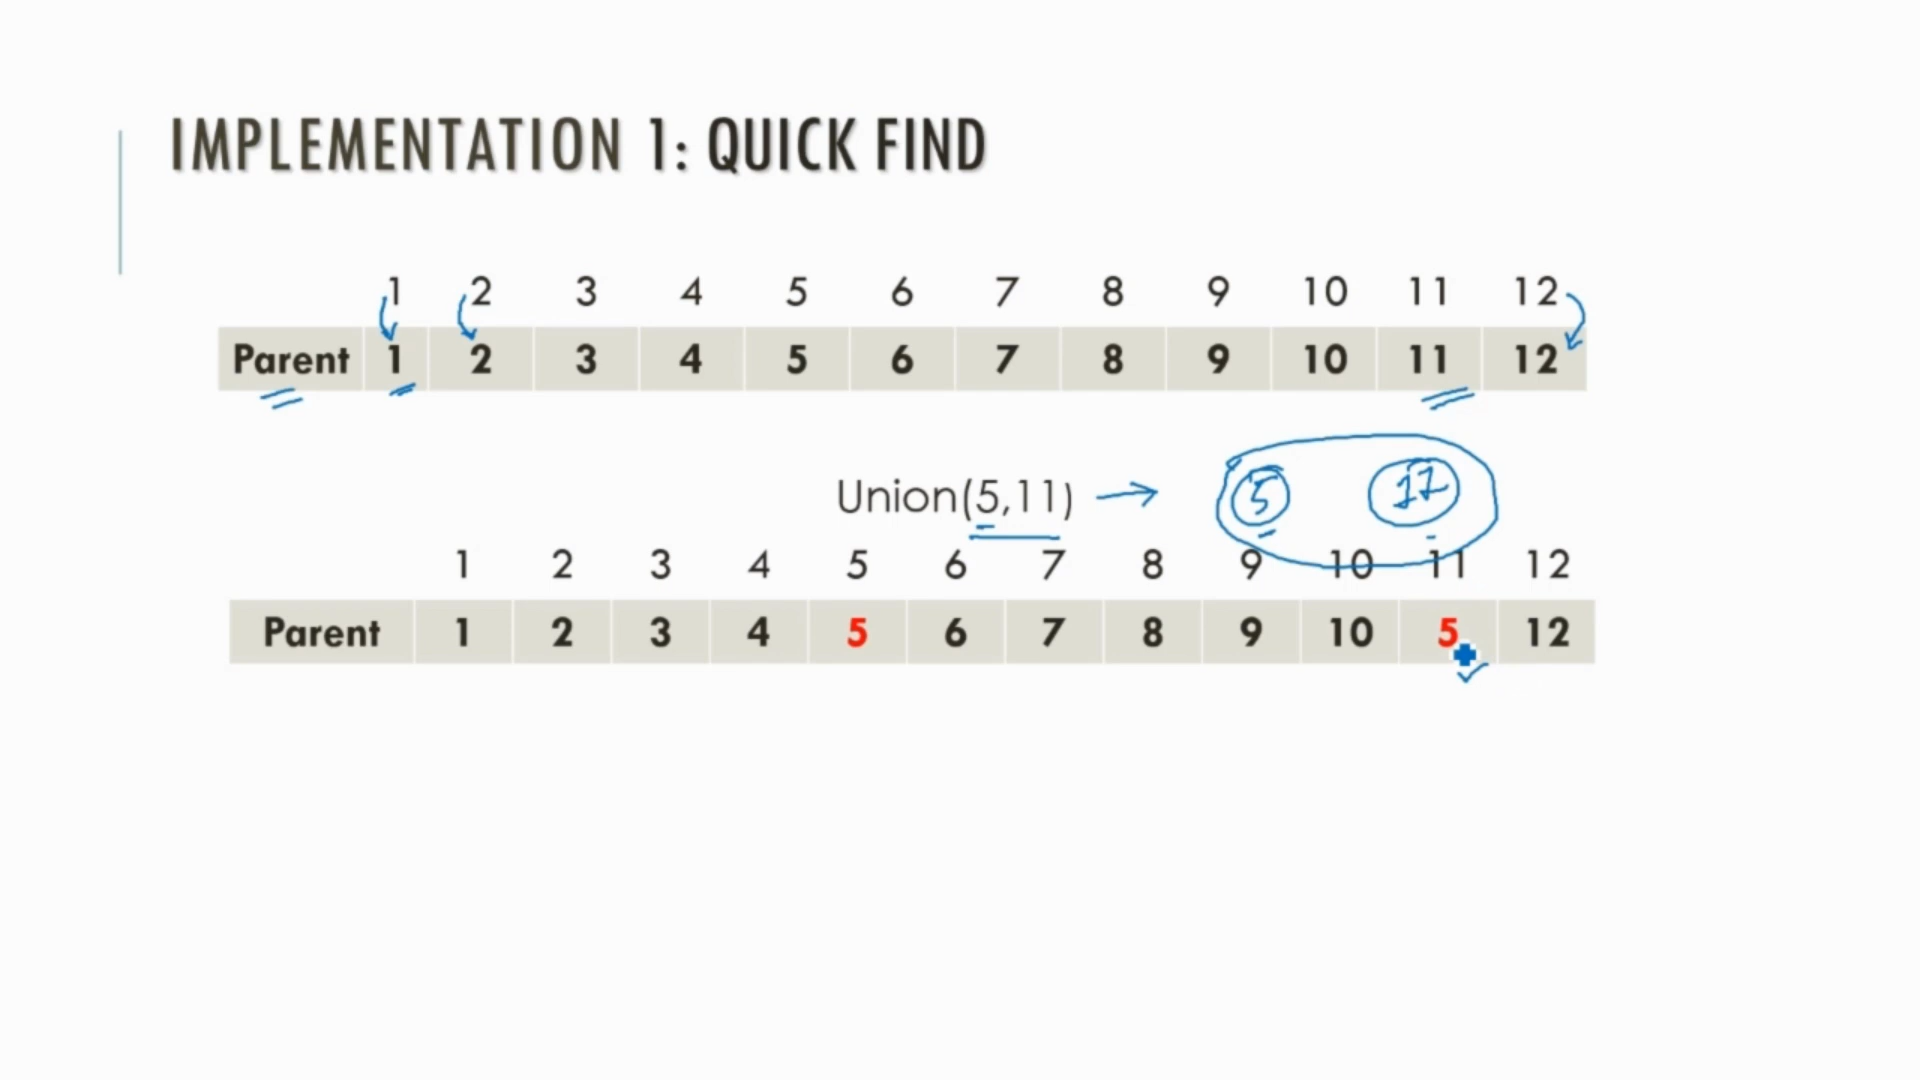 IMPLEMENTATION 1: QUICK FIND
1 2 3 4 5 6 7 8 9 10 11 12
Parent 1 2 3 4 5 6 7 8 9 10 11 12
Union(5,11) → 5 11
1 2 3 4 5 6 7 8 9 10 11 12
Parent 1 2 3 4 5 6 7 8 9 10 5 12